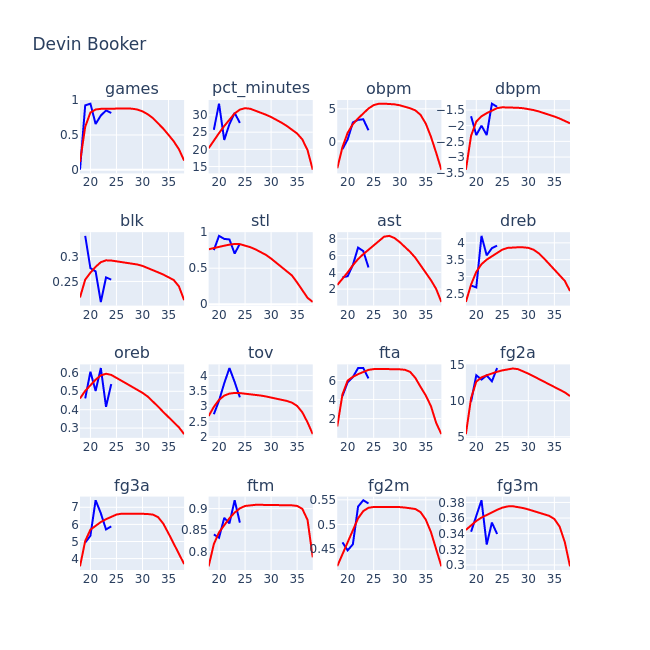 Devin Booker
games pct_minutes obpm dbpm
1 0.5 0 20 25 30 35
30 25 20 15 20 25 30 35
5 0 20 25 30 35
−1.5 −2 −2.5 −3 −3.5 20 25 30 35
blk stl ast dreb
0.3 0.25 20 25 30 35
1 0.5 0 20 25 30 35
8 6 4 2 20 25 30 35
4 3.5 3 2.5 20 25 30 35
oreb tov fta fg2a
0.6 0.5 0.4 0.3 20 25 30 35
4 3.5 3 2.5 2 20 25 30 35
6 4 2 20 25 30 35
15 10 5 20 25 30 35
fg3a ftm fg2m fg3m
7 6 5 4 20 25 30 35
0.9 0.85 0.8 20 25 30 35
0.55 0.5 0.45 20 25 30 35
0.38 0.36 0.34 0.32 0.3 20 25 30 35